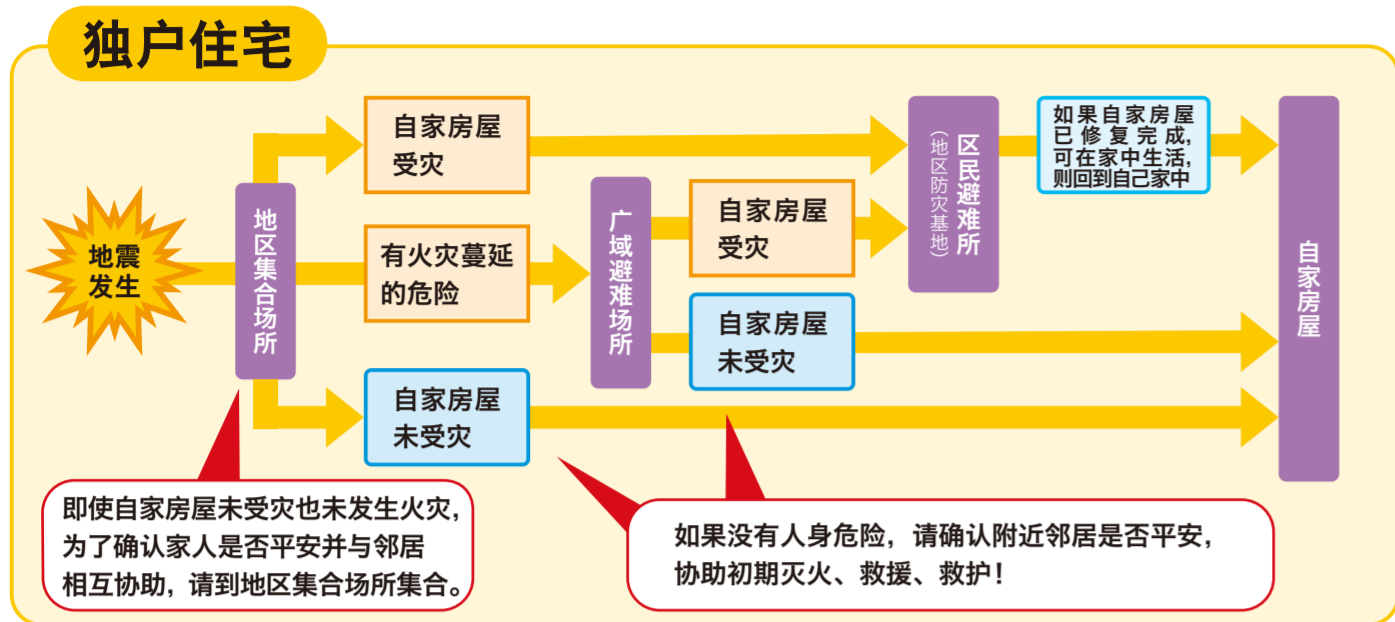 独户住宅
地震
发生
地区集合场所
自家房屋
受灾
有火灾蔓延
的危险
自家房屋
未受灾
广域避难场所
自家房屋
受灾
自家房屋
未受灾
区民避难所
（地区防灾基地）
如果自家房屋
已修复完成，
可在家中生活，
则回到自己家中
自家房屋
即使自家房屋未受灾也未发生火灾，
为了确认家人是否平安并与邻居
相互协助，请到地区集合场所集合。
如果没有人身危险，请确认附近邻居是否平安，
协助初期灭火、救援、救护！